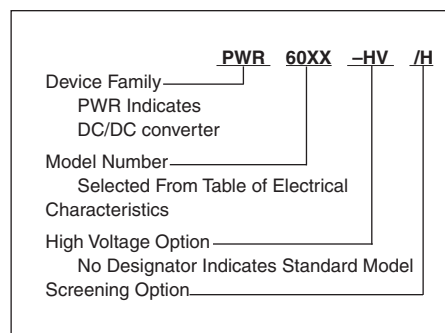 PWR 60XX –HV /H
Device Family
PWR Indicates
DC/DC converter
Model Number
Selected From Table of Electrical
Characteristics
High Voltage Option
No Designator Indicates Standard Model
Screening Option